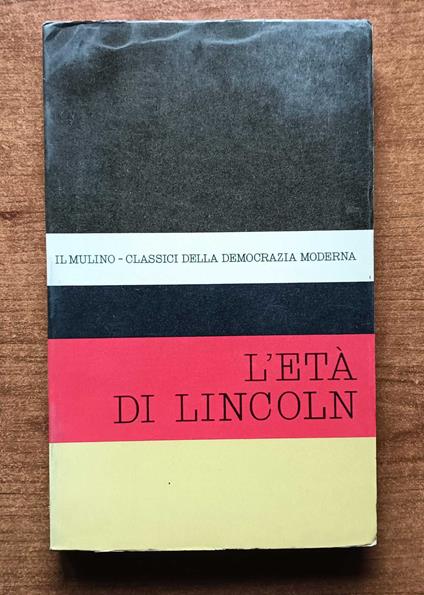 IL MULINO - CLASSICI DELLA DEMOCRAZIA MODERNA
L'ETÀ
DI LINCOLN